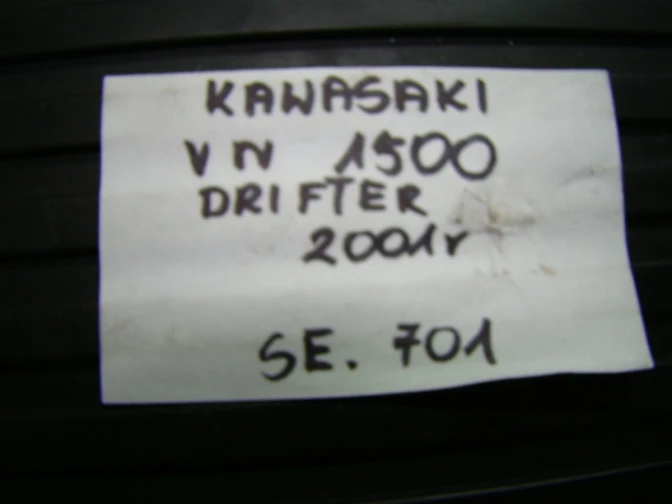 KAWASAKI
VN 1500
DRIFTER
2001r
SE. 701